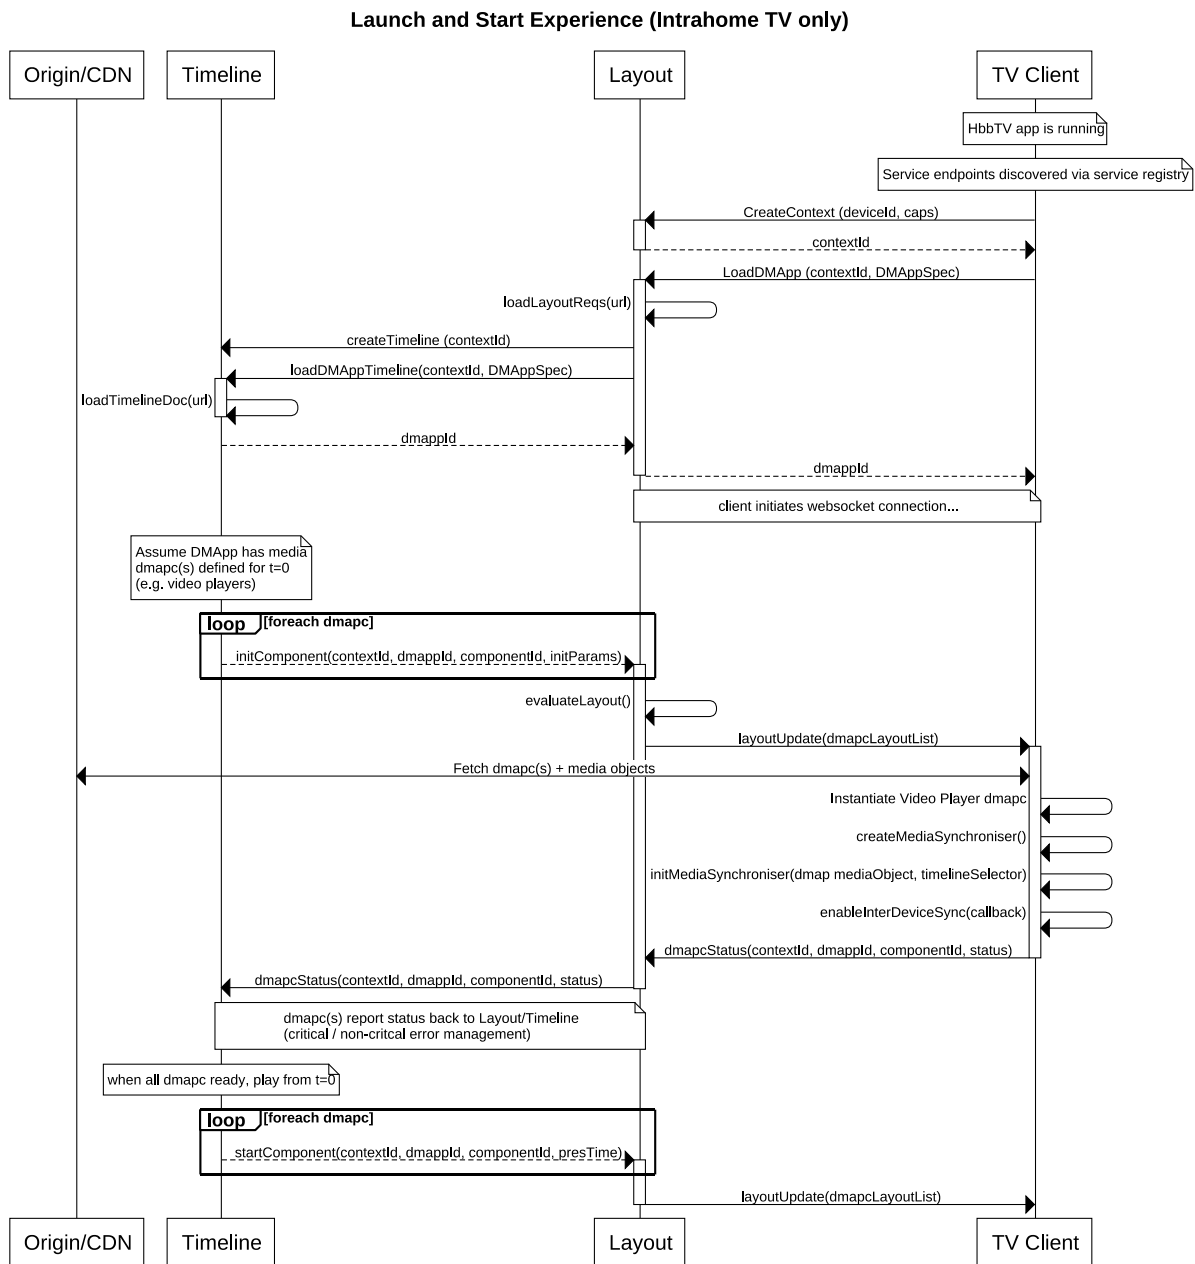 Launch and Start Experience (Intrahome TV only)
Origin/CDN
Timeline
Layout
TV Client
HbbTV app is running
Service endpoints discovered via service registry
CreateContext (deviceId, caps)
contextId
LoadDMApp (contextId, DMAppSpec)
loadLayoutReqs(url)
createTimeline (contextId)
loadDMAppTimeline(contextId, DMAppSpec)
loadTimelineDoc(url)
dmappId
dmappId
client initiates websocket connection...
Assume DMApp has media
dmapc(s) defined for t=0
(e.g. video players)
loop [foreach dmapc]
initComponent(contextId, dmappId, componentId, initParams)
evaluateLayout()
layoutUpdate(dmapcLayoutList)
Fetch dmapc(s) + media objects
Instantiate Video Player dmapc
createMediaSynchroniser()
initMediaSynchroniser(dmap mediaObject, timelineSelector)
enableInterDeviceSync(callback)
dmapcStatus(contextId, dmappId, componentId, status)
dmapcStatus(contextId, dmappId, componentId, status)
dmapc(s) report status back to Layout/Timeline
(critical / non-critcal error management)
when all dmapc ready, play from t=0
loop [foreach dmapc]
startComponent(contextId, dmappId, componentId, presTime)
layoutUpdate(dmapcLayoutList)
Origin/CDN
Timeline
Layout
TV Client